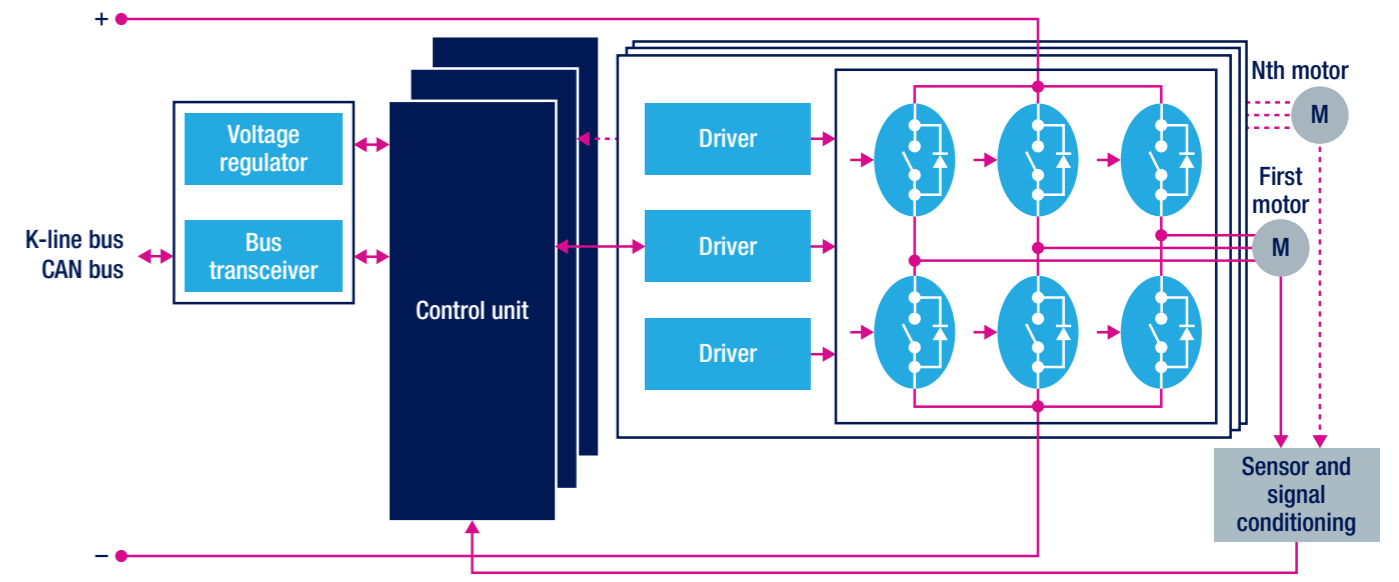 +
Voltage
regulator
Bus
transceiver
K-line bus
CAN bus
Control unit
Driver
Driver
Driver
Nth motor
M
First
motor
M
Sensor and
signal
conditioning
–